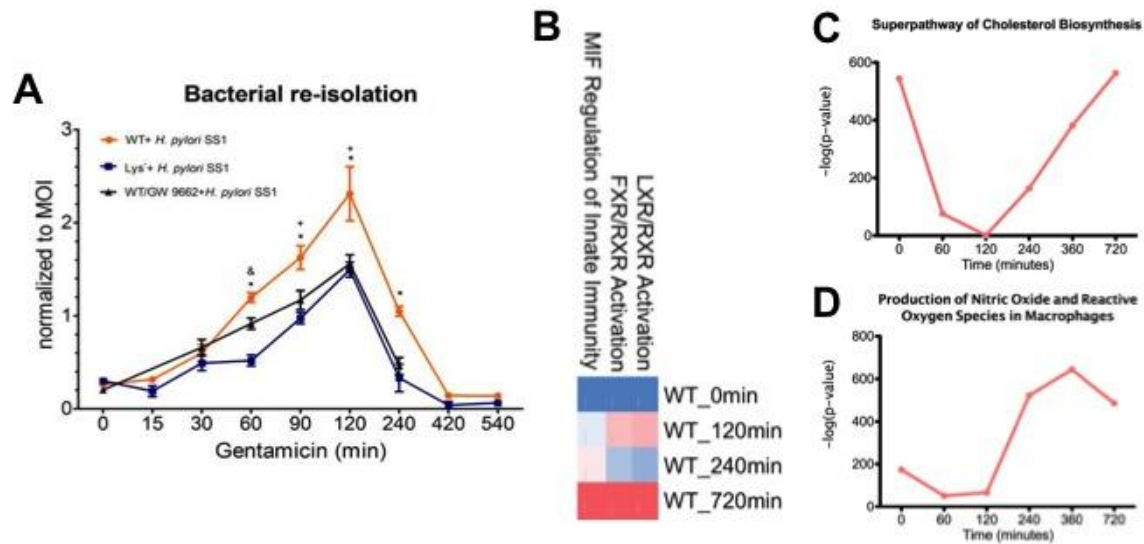 A
Bacterial re-isolation
WT+ H. pylori SS1
Lys-+ H. pylori SS1
WT/GW 9662+H. pylori SS1
normalized to MOI
3
2
1
0
&
*
+
*
+
*
*
0 15 30 60 90 120 240 420 540
Gentamicin (min)
B
MIF Regulation of Innate Immunity
FXR/RXR Activation
LXR/RXR Activation
WT_0min
WT_120min
WT_240min
WT_720min
C
Superpathway of Cholesterol Biosynthesis
-log(p-value)
600
400
200
0
0 60 120 240 360 720
Time (minutes)
D
Production of Nitric Oxide and Reactive
Oxygen Species in Macrophages
-log(p-value)
800
600
400
200
0
0 60 120 240 360 720
Time (minutes)